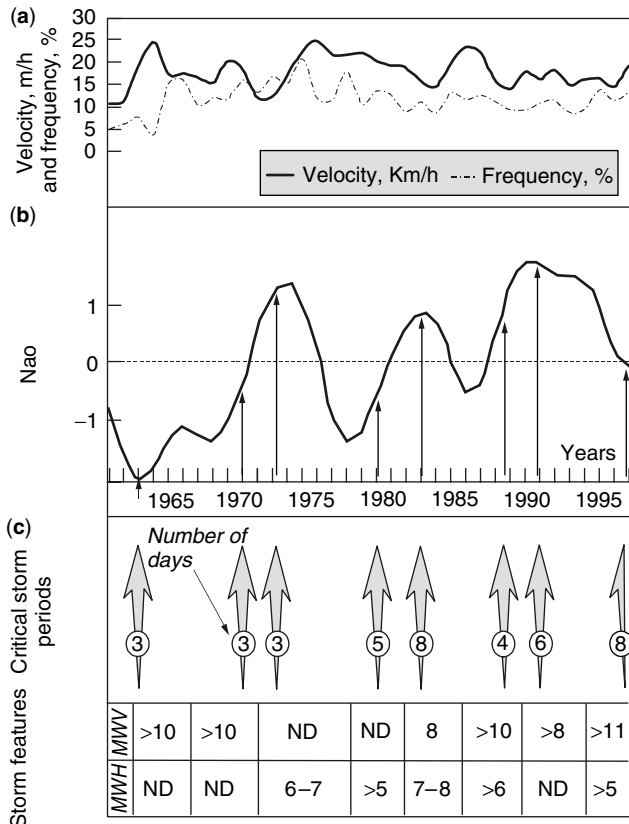 (a)
Velocity, m/h
and frequency, %
30
25
20
15
10
5
0
Velocity, Km/h
Frequency, %
(b)
Nao
1
0
−1
Years
1965 1970 1975 1980 1985 1990 1995
(c)
Critical storm
periods
Number of
days
3 3 3 5 8 4 6 8
Storm features
MWV >10 >10 ND ND 8 >10 >8 >11
MWH ND ND 6–7 >5 7–8 >6 ND >5